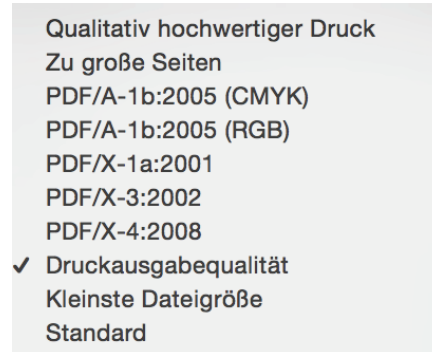 Qualitativ hochwertiger Druck
Zu große Seiten
PDF/A-1b:2005 (CMYK)
PDF/A-1b:2005 (RGB)
PDF/X-1a:2001
PDF/X-3:2002
PDF/X-4:2008
✓ Druckausgabequalität
Kleinste Dateigröße
Standard